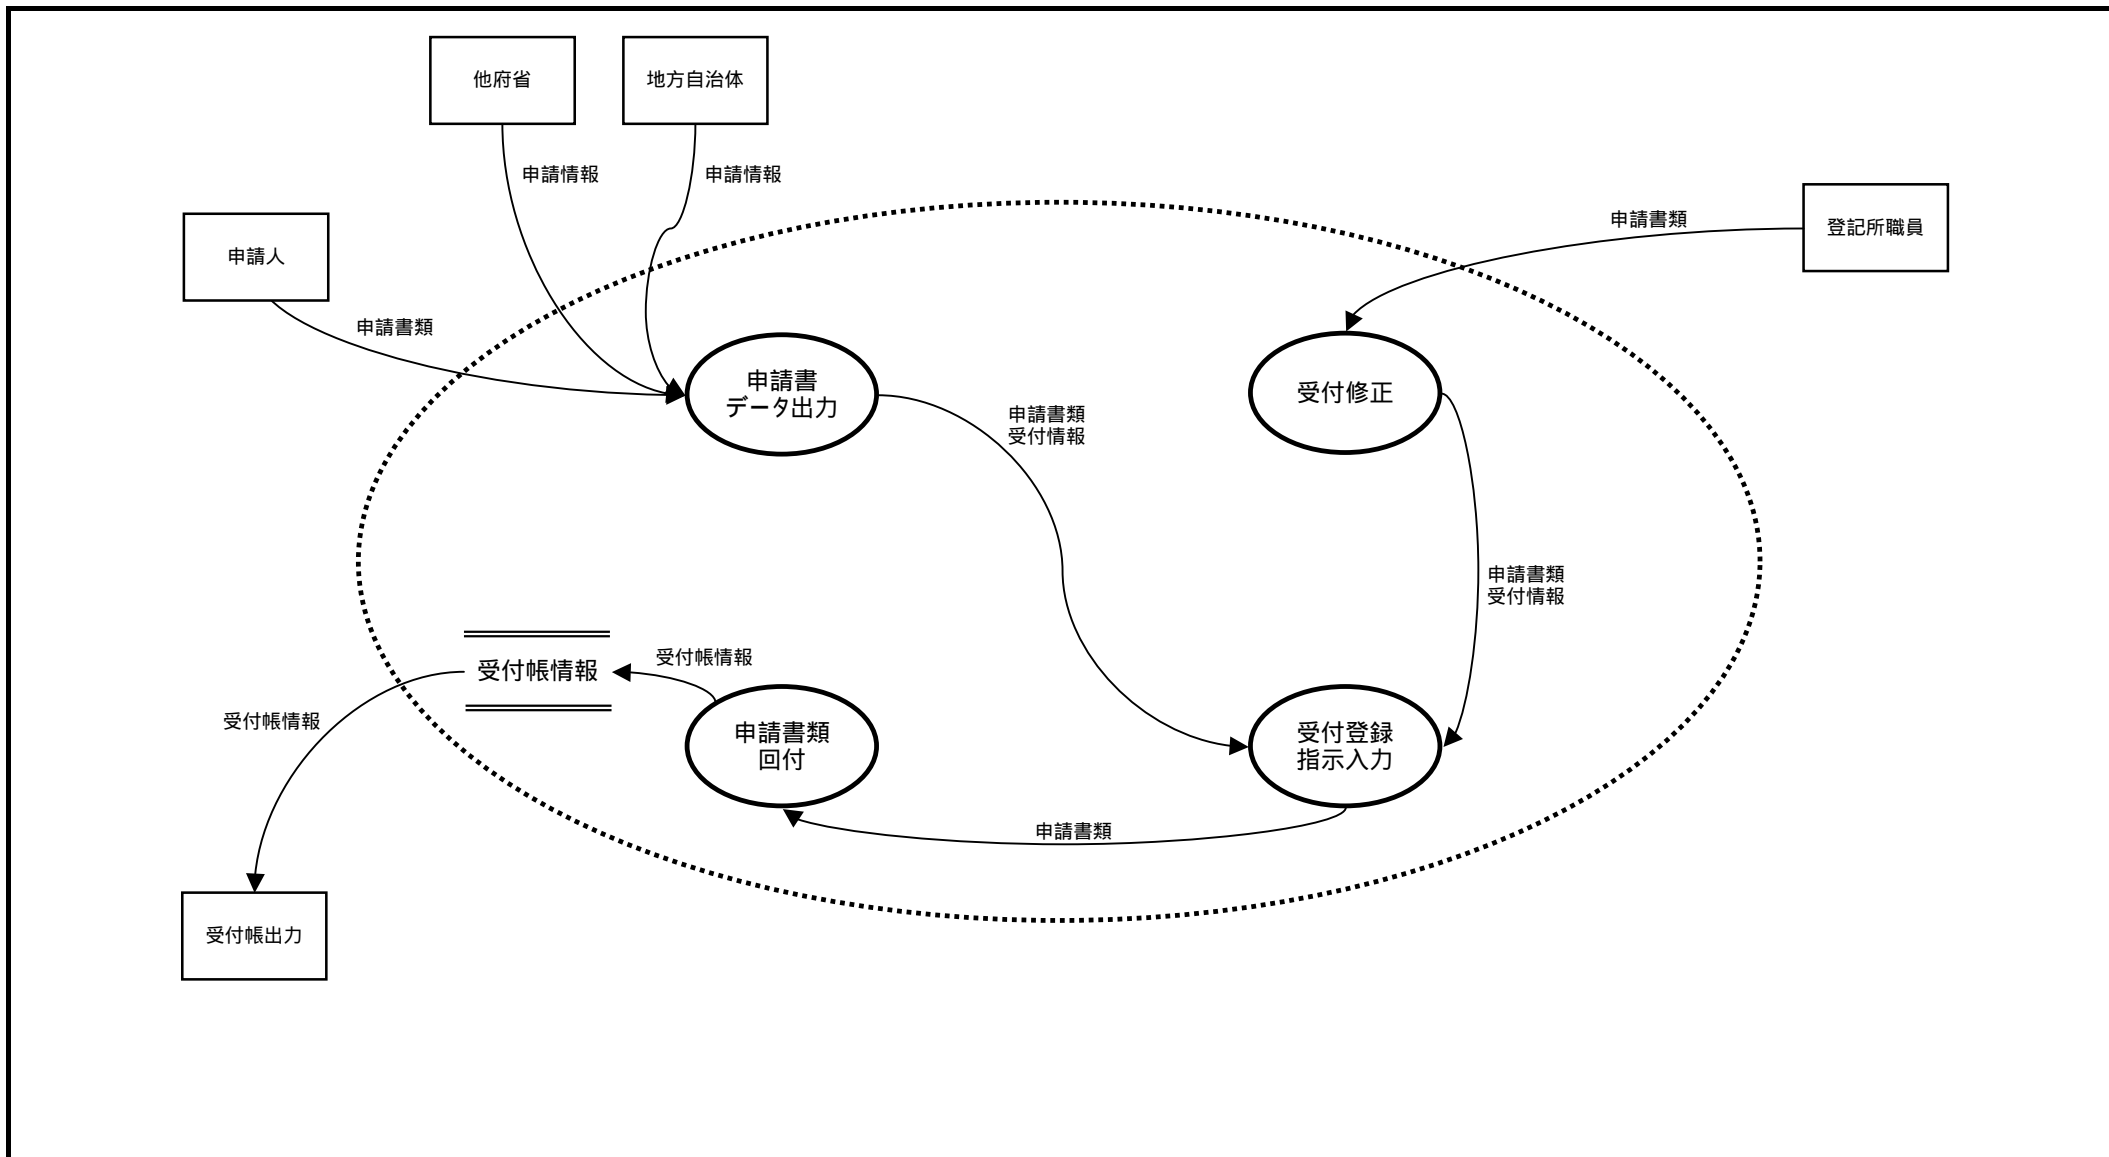 他府省
地方自治体
申請情報
申請情報
登記所職員
申請書類
申請人
申請書類
申請書
データ出力
受付修正
申請書類
受付情報
申請書類
受付情報
受付帳情報
受付帳情報
受付帳情報
申請書類
回付
受付登録
指示入力
申請書類
受付帳出力